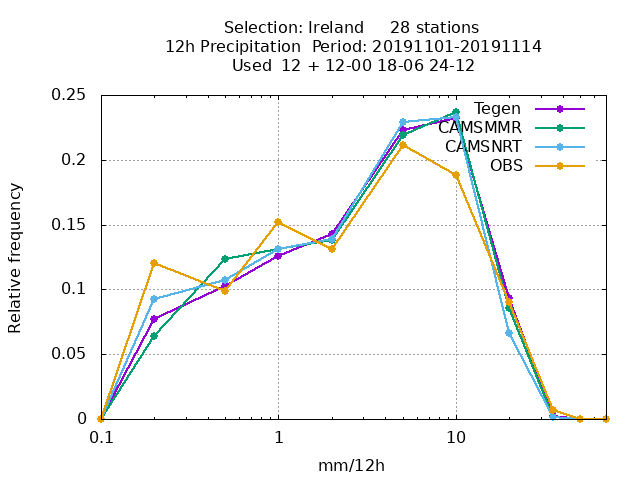 Selection: Ireland     28 stations
12h Precipitation  Period: 20191101-20191114
Used  12 + 12-00 18-06 24-12
0.25
0.2
0.15
0.1
0.05
0
Relative frequency
Tegen
CAMSMMR
CAMSNRT
OBS
0.1
1
10
mm/12h